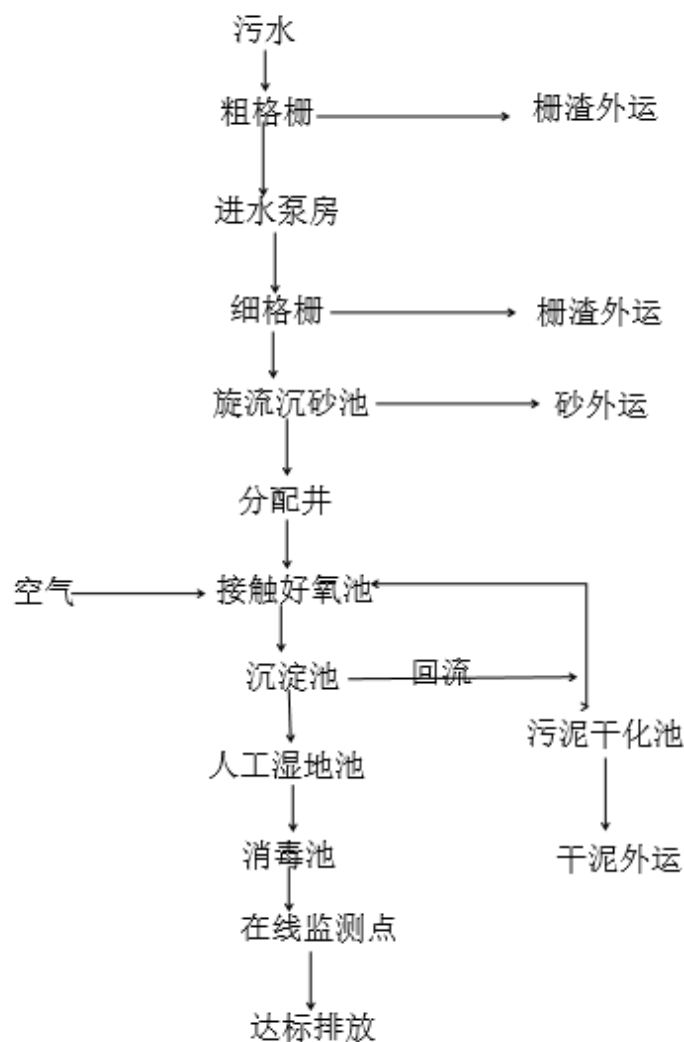 污水
粗格栅
栅渣外运
进水泵房
细格栅
栅渣外运
旋流沉砂池
砂外运
分配井
空气
接触好氧池
沉淀池
回流
污泥干化池
人工湿地池
消毒池
干泥外运
在线监测点
达标排放